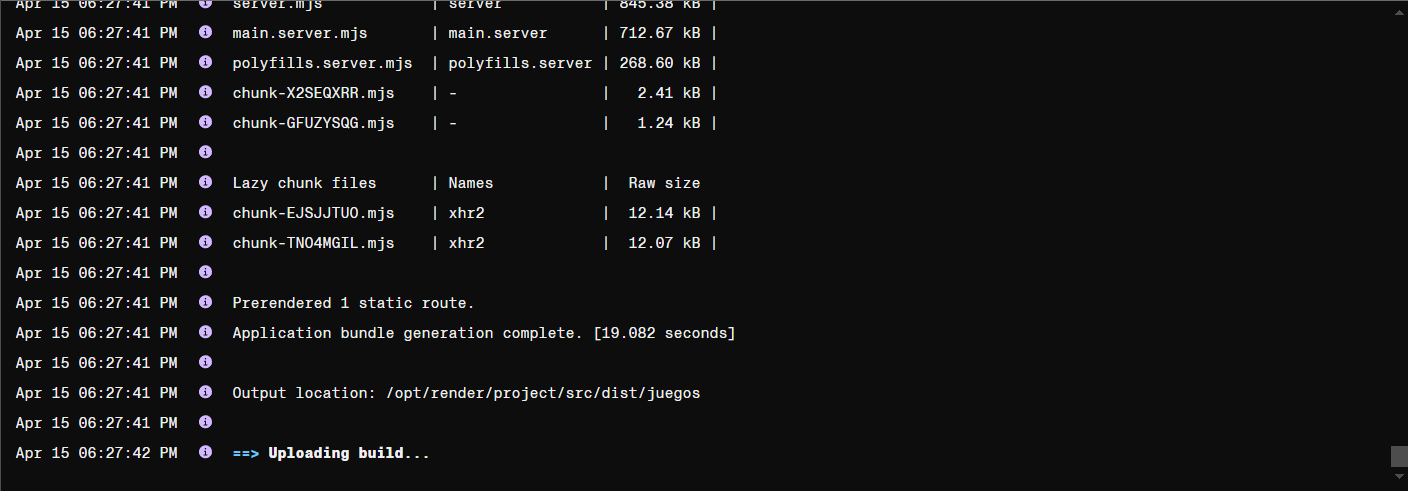 Apr 15 06:27:41 PM server.mjs | server | 845.38 kB |
Apr 15 06:27:41 PM main.server.mjs | main.server | 712.67 kB |
Apr 15 06:27:41 PM polyfills.server.mjs | polyfills.server | 268.60 kB |
Apr 15 06:27:41 PM chunk-X2SEQXRR.mjs | - | 2.41 kB |
Apr 15 06:27:41 PM chunk-GFUZYSQG.mjs | - | 1.24 kB |
Apr 15 06:27:41 PM
Apr 15 06:27:41 PM Lazy chunk files | Names | Raw size
Apr 15 06:27:41 PM chunk-EJSJJTUO.mjs | xhr2 | 12.14 kB |
Apr 15 06:27:41 PM chunk-TNO4MGIL.mjs | xhr2 | 12.07 kB |
Apr 15 06:27:41 PM
Apr 15 06:27:41 PM Prerendered 1 static route.
Apr 15 06:27:41 PM Application bundle generation complete. [19.082 seconds]
Apr 15 06:27:41 PM
Apr 15 06:27:41 PM Output location: /opt/render/project/src/dist/juegos
Apr 15 06:27:41 PM
Apr 15 06:27:42 PM ==> Uploading build...